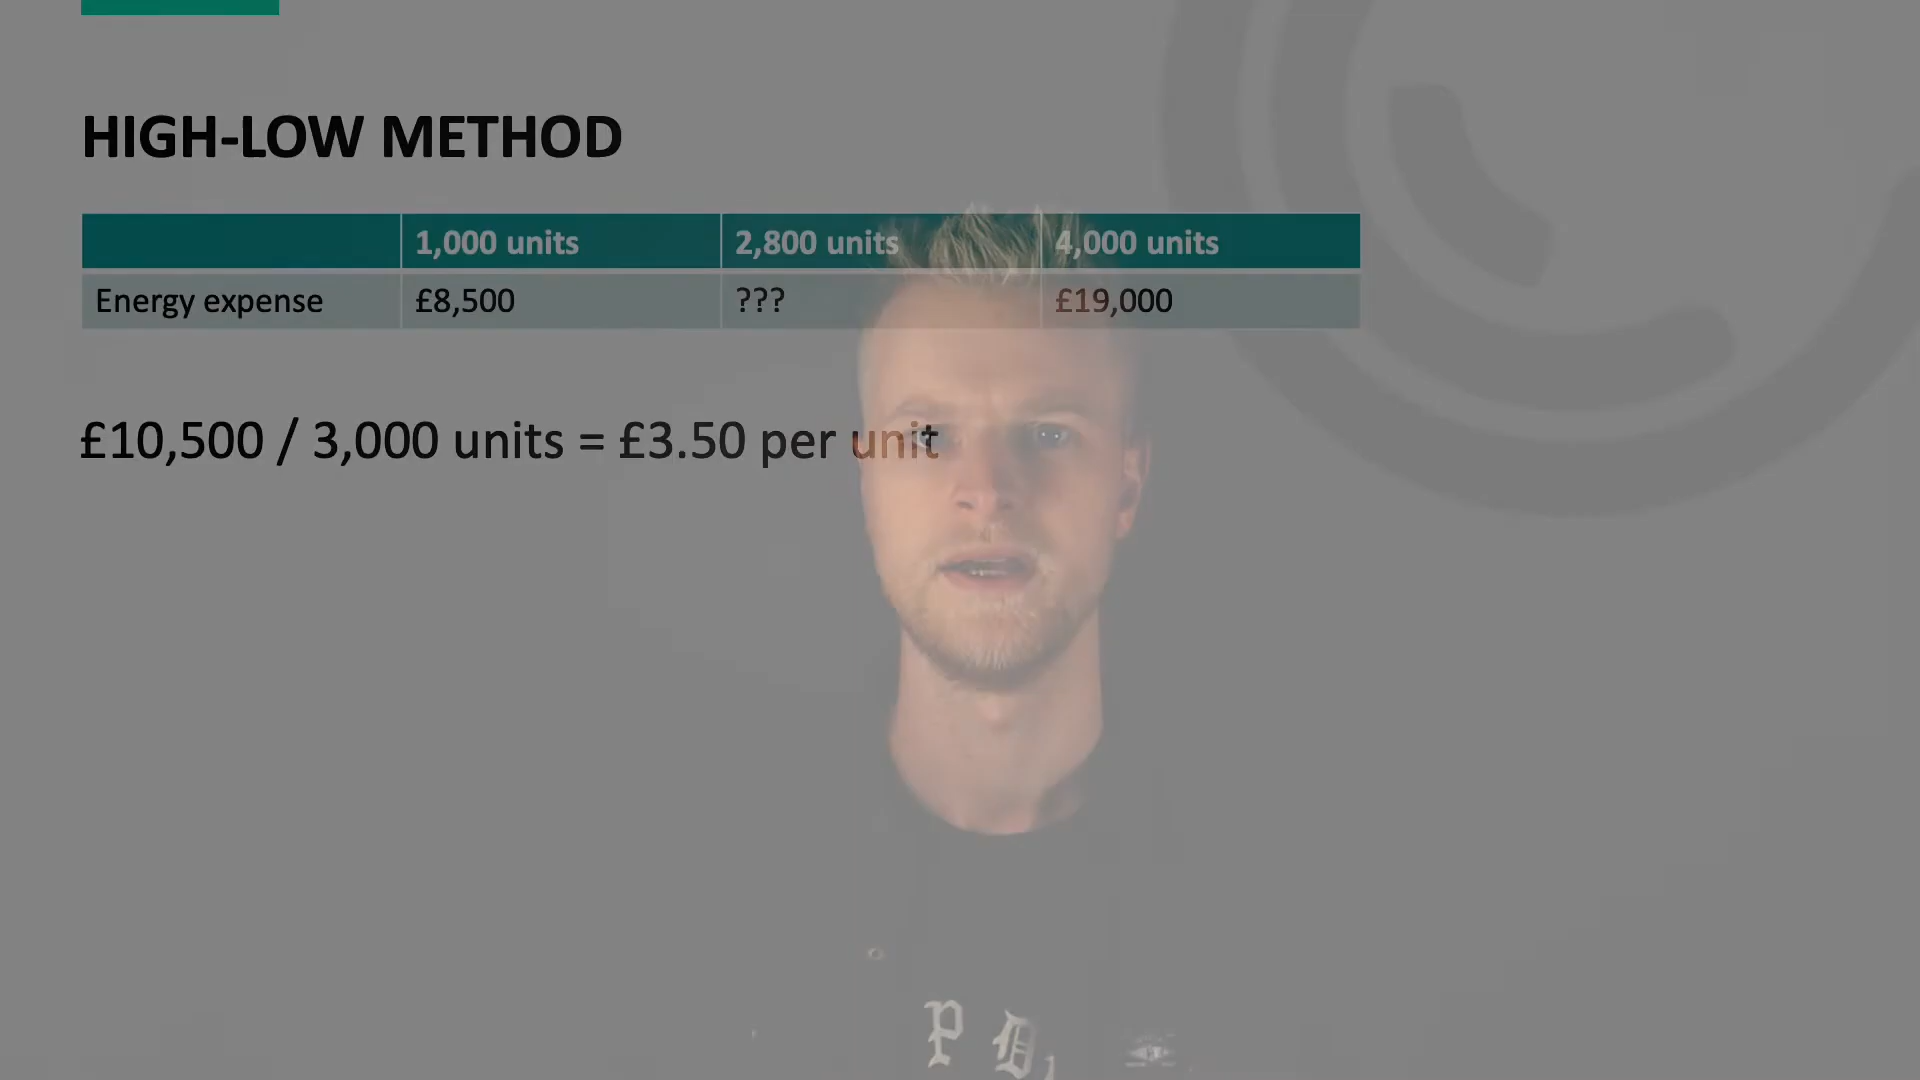 HIGH-LOW METHOD
1,000 units 2,800 units 4,000 units
Energy expense £8,500 ??? £19,000
£10,500 / 3,000 units = £3.50 per unit
P D